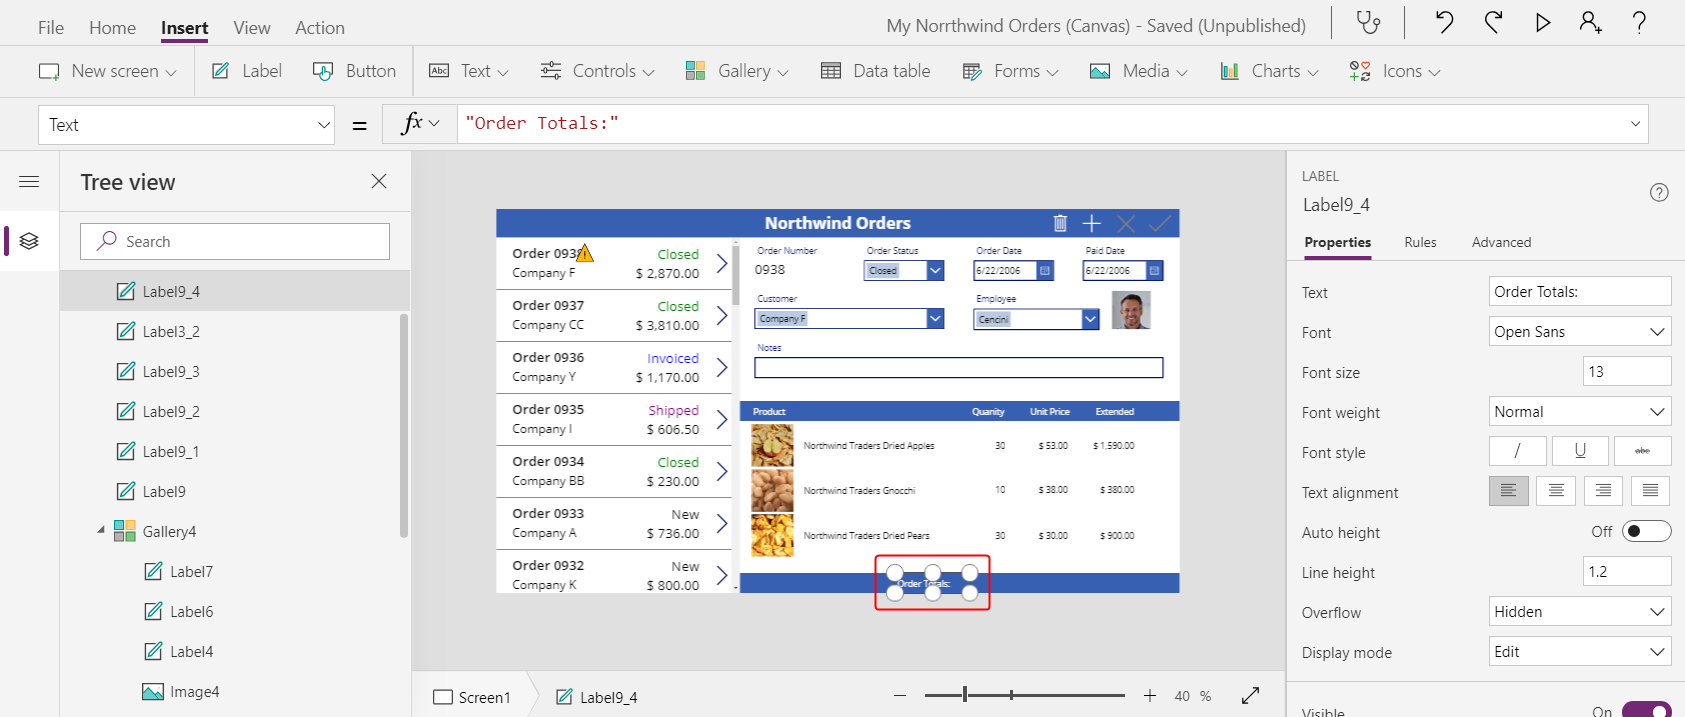 File Home Insert View Action
My Norrthwind Orders (Canvas) - Saved (Unpublished)
New screen Label Button Abc Text Controls Gallery Data table Forms Media Charts Icons
Text = fx "Order Totals:"
Tree view
Search
Label9_4
Label3_2
Label9_3
Label9_2
Label9_1
Label9
Gallery4
Label7
Label6
Label4
Image4
Northwind Orders
Order 0938 Closed
Company F $ 2,870.00
Order 0937 Closed
Company CC $ 3,810.00
Order 0936 Invoiced
Company Y $ 1,170.00
Order 0935 Shipped
Company I $ 606.50
Order 0934 Closed
Company BB $ 230.00
Order 0933 New
Company A $ 736.00
Order 0932 New
Company K $ 800.00
Order Number Order Status Order Date Paid Date
0938 Closed 6/22/2006 6/22/2006
Customer Employee
Company F Cencini
Notes
Product Quanity Unit Price Extended
Northwind Traders Dried Apples 30 $ 53.00 $ 1,590.00
Northwind Traders Gnocchi 10 $ 38.00 $ 380.00
Northwind Traders Dried Pears 30 $ 30.00 $ 900.00
Order Totals:
Screen1 Label9_4
40 %
LABEL
Label9_4
Properties Rules Advanced
Text Order Totals:
Font Open Sans
Font size 13
Font weight Normal
Font style / U abc
Text alignment
Auto height Off
Line height 1.2
Overflow Hidden
Display mode Edit
Visible On